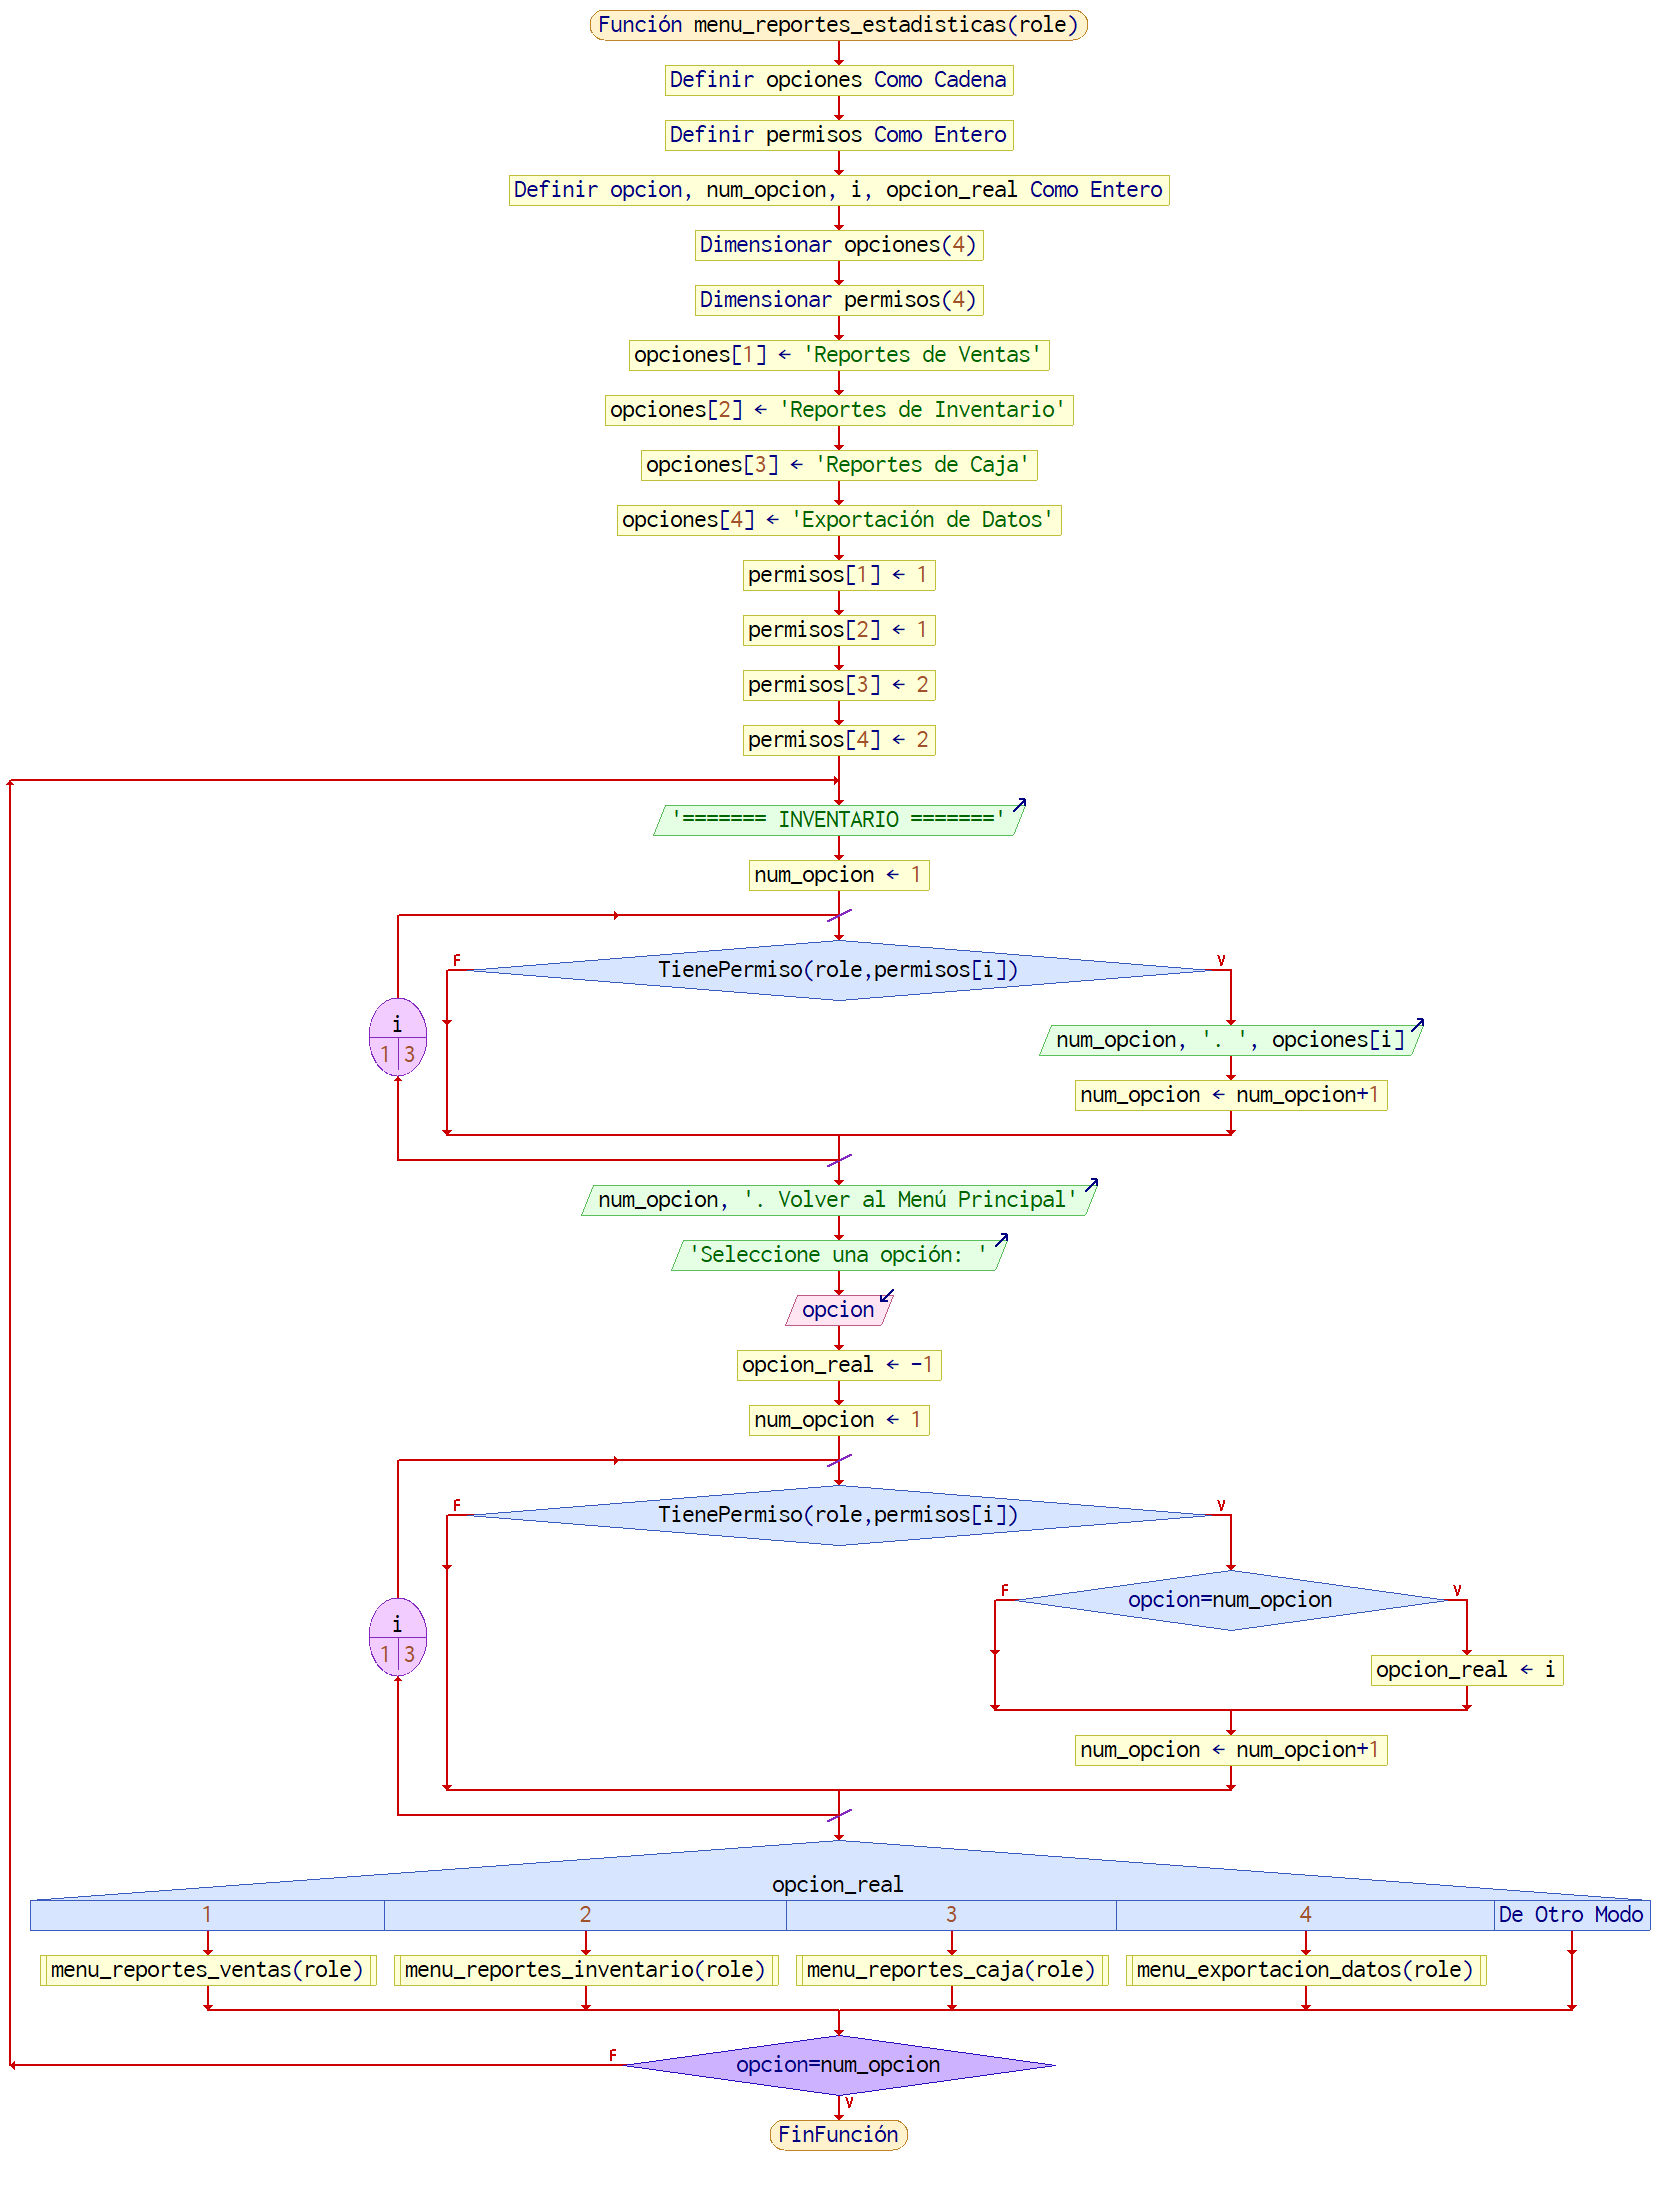 Función menu_reportes_estadisticas(role)
Definir opciones Como Cadena
Definir permisos Como Entero
Definir opcion, num_opcion, i, opcion_real Como Entero
Dimensionar opciones(4)
Dimensionar permisos(4)
opciones[1] ← 'Reportes de Ventas'
opciones[2] ← 'Reportes de Inventario'
opciones[3] ← 'Reportes de Caja'
opciones[4] ← 'Exportación de Datos'
permisos[1] ← 1
permisos[2] ← 1
permisos[3] ← 2
permisos[4] ← 2
'======= INVENTARIO ======='
num_opcion ← 1
F
TienePermiso(role,permisos[i])
V
i
1 3
num_opcion, '. ', opciones[i]
num_opcion ← num_opcion+1
num_opcion, '. Volver al Menú Principal'
'Seleccione una opción: '
opcion
opcion_real ← -1
num_opcion ← 1
F
TienePermiso(role,permisos[i])
V
F
opcion=num_opcion
V
i
1 3
opcion_real ← i
num_opcion ← num_opcion+1
opcion_real
1 2 3 4 De Otro Modo
menu_reportes_ventas(role) menu_reportes_inventario(role) menu_reportes_caja(role) menu_exportacion_datos(role)
F
opcion=num_opcion
V
FinFunción